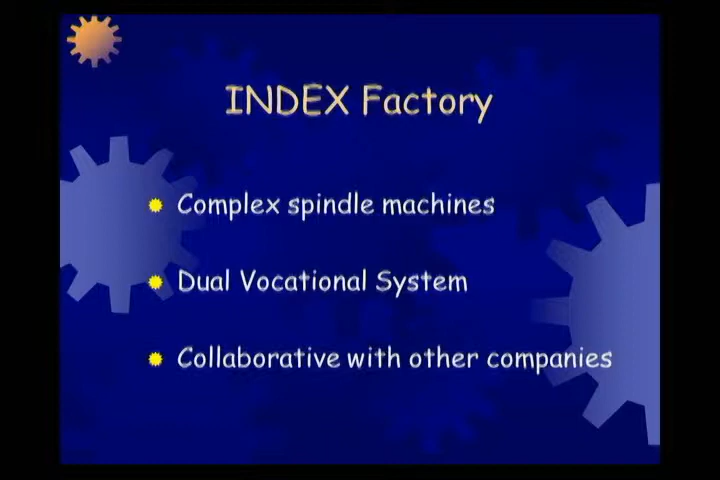 INDEX Factory
Complex spindle machines
Dual Vocational System
Collaborative with other companies